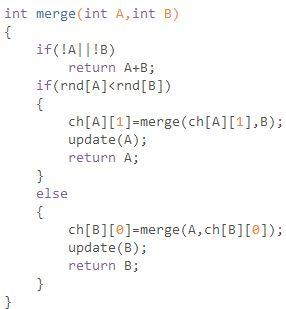 int merge(int A,int B)
{
    if(!A||!B)
        return A+B;
    if(rnd[A]<rnd[B])
    {
        ch[A][1]=merge(ch[A][1],B);
        update(A);
        return A;
    }
    else
    {
        ch[B][0]=merge(A,ch[B][0]);
        update(B);
        return B;
    }
}